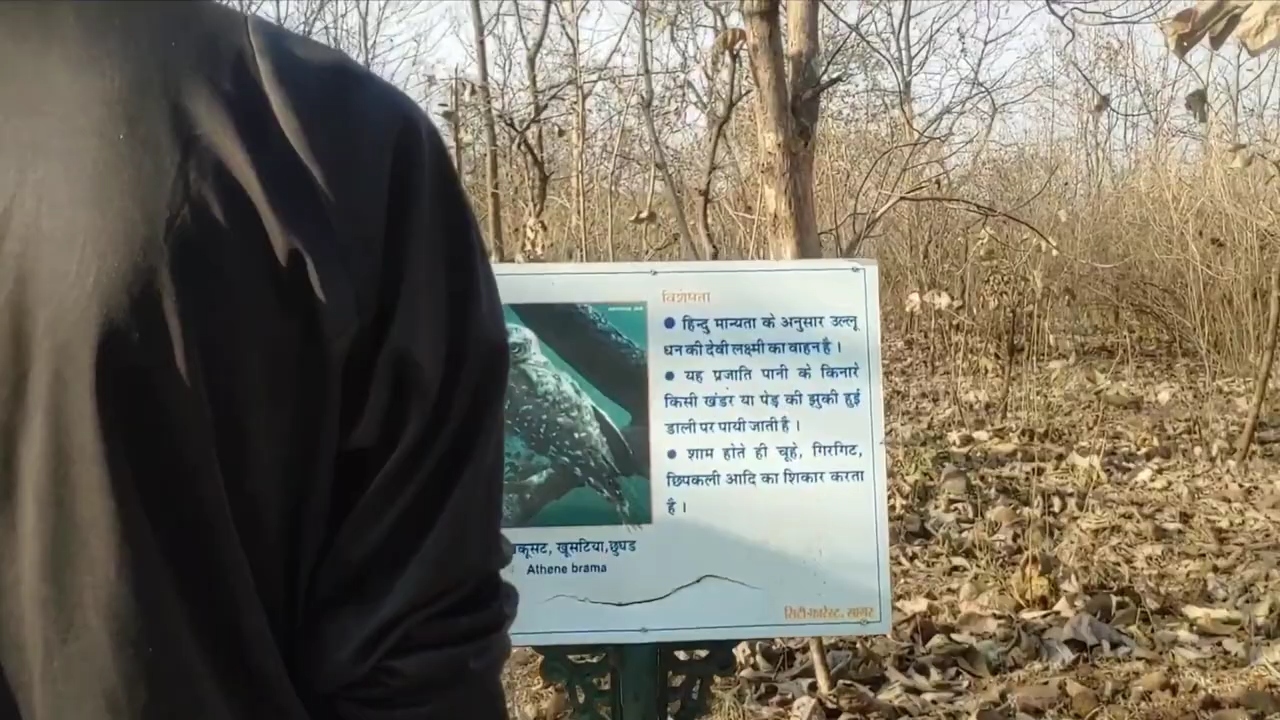 विशेषता
● हिन्दु मान्यता के अनुसार उल्लू
धन की देवी लक्ष्मी का वाहन है ।
● यह प्रजाति पानी के किनारे
किसी खंडर या पेड़ की झुकी हुई
डाली पर पायी जाती है ।
● शाम होते ही चूहे, गिरगिट,
छिपकली आदि का शिकार करता
है ।
खूसटिया,छुघड
Athene brama
सिटी-फारेस्ट, सागर